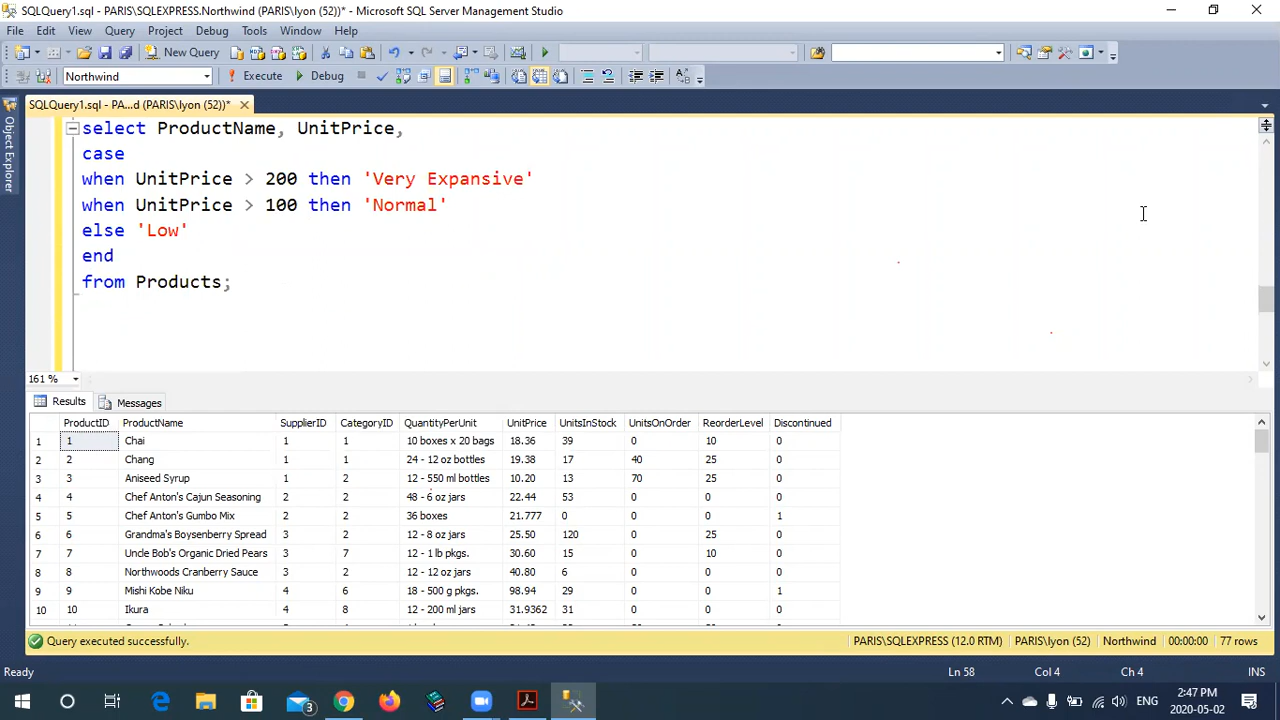 SQLQuery1.sql - PARIS\SQLEXPRESS.Northwind (PARIS\lyon (52))* - Microsoft SQL Server Management Studio
File Edit View Query Project Debug Tools Window Help
New Query
Northwind Execute Debug
SQLQuery1.sql - PA...d (PARIS\lyon (52))*
Object Explorer
select ProductName, UnitPrice,
case
when UnitPrice > 200 then 'Very Expansive'
when UnitPrice > 100 then 'Normal'
else 'Low'
end
from Products;
161 %
Results Messages
ProductID ProductName SupplierID CategoryID QuantityPerUnit UnitPrice UnitsInStock UnitsOnOrder ReorderLevel Discontinued
1 1 Chai 1 1 10 boxes x 20 bags 18.36 39 0 10 0
2 2 Chang 1 1 24 - 12 oz bottles 19.38 17 40 25 0
3 3 Aniseed Syrup 1 2 12 - 550 ml bottles 10.20 13 70 25 0
4 4 Chef Anton's Cajun Seasoning 2 2 48 - 6 oz jars 22.44 53 0 0 0
5 5 Chef Anton's Gumbo Mix 2 2 36 boxes 21.777 0 0 0 1
6 6 Grandma's Boysenberry Spread 3 2 12 - 8 oz jars 25.50 120 0 25 0
7 7 Uncle Bob's Organic Dried Pears 3 7 12 - 1 lb pkgs. 30.60 15 0 10 0
8 8 Northwoods Cranberry Sauce 3 2 12 - 12 oz jars 40.80 6 0 0 0
9 9 Mishi Kobe Niku 4 6 18 - 500 g pkgs. 98.94 29 0 0 1
10 10 Ikura 4 8 12 - 200 ml jars 31.9362 31 0 0 0
Query executed successfully. PARIS\SQLEXPRESS (12.0 RTM) PARIS\lyon (52) Northwind 00:00:00 77 rows
Ready Ln 58 Col 4 Ch 4 INS
3 ENG 2:47 PM
2020-05-02